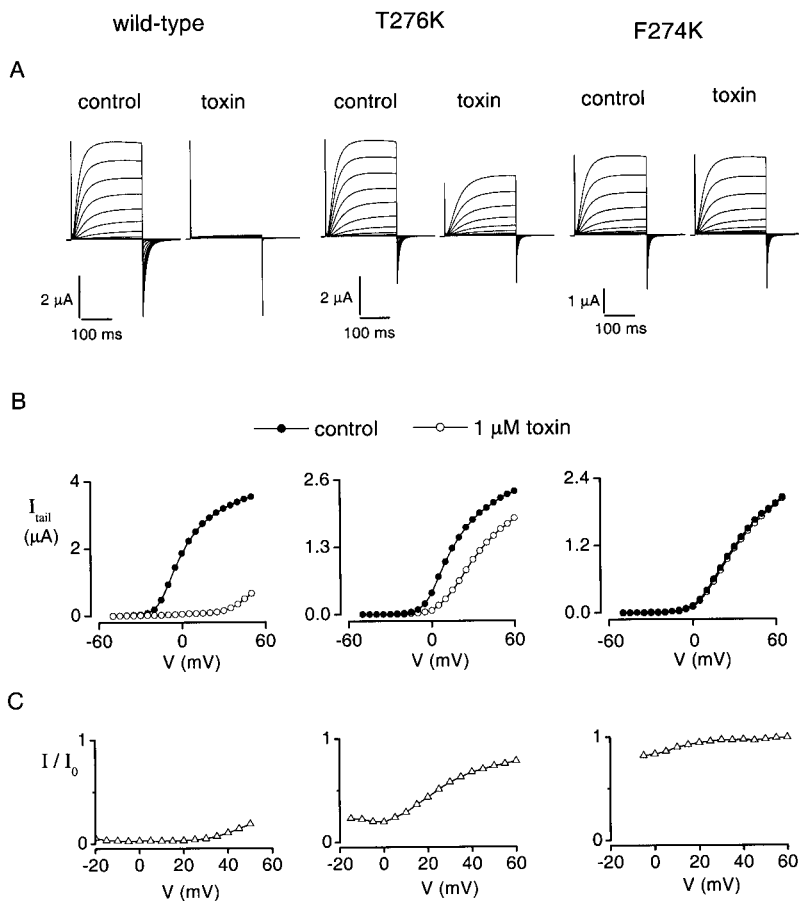 wild-type T276K F274K
A
control toxin control toxin control toxin
2 μA 2 μA 1 μA
100 ms 100 ms 100 ms
B
control 1 μM toxin
4 2.6 2.4
I tail (μA)
2 1.3 1.2
0 0.0 0.0
-60 0 60 -60 0 60 -60 0 60
V (mV) V (mV) V (mV)
C
1 1 1
I / I0
0 0 0
-20 0 20 40 60 -20 0 20 40 60 -20 0 20 40 60
V (mV) V (mV) V (mV)